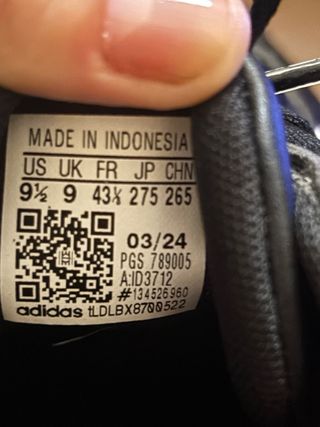 MADE IN INDONESIA
US UK FR JP CHN
9½ 9 43⅓ 275 265
03/24
PGS 789005
A:ID3712
#134526960
adidas tLDLBX8700522